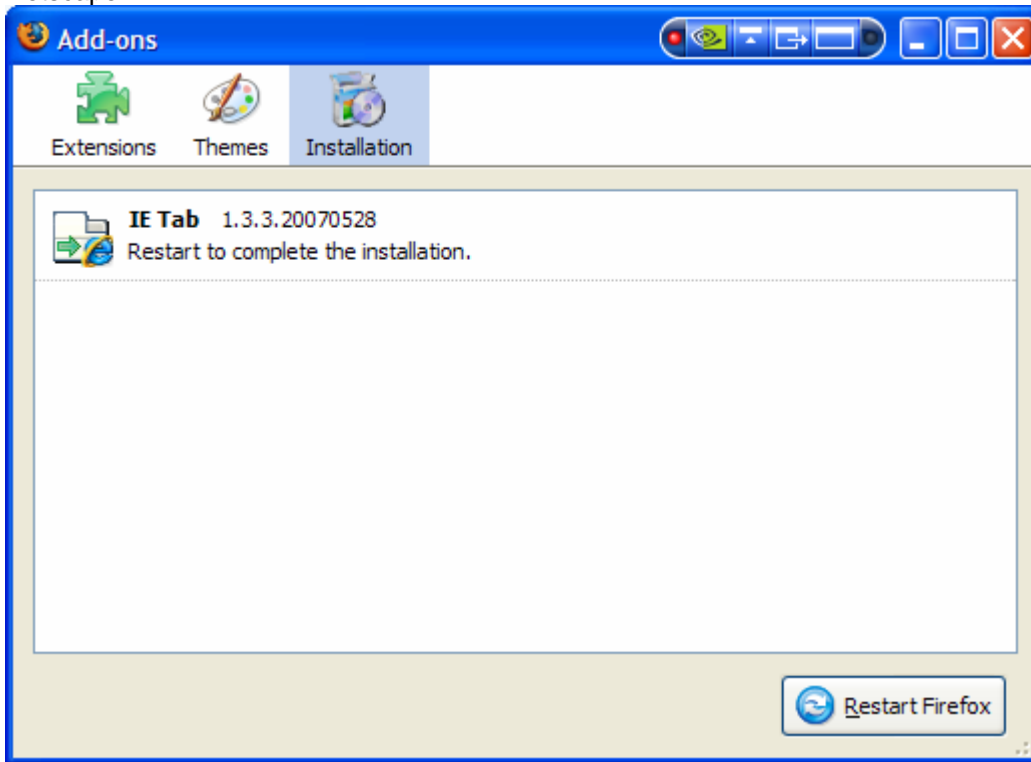 Add-ons
Extensions Themes Installation
IE Tab 1.3.3.20070528
Restart to complete the installation.
Restart Firefox